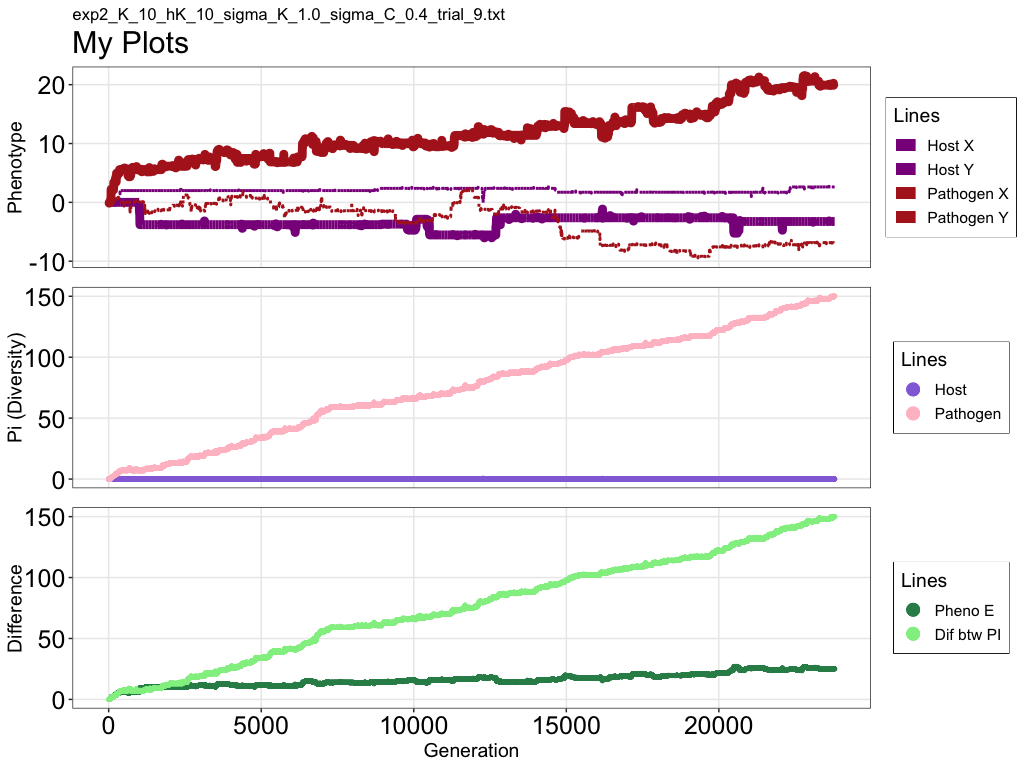 exp2_K_10_hK_10_sigma_K_1.0_sigma_C_0.4_trial_9.txt
My Plots
Phenotype
20
10
0
-10
Lines
Host X
Host Y
Pathogen X
Pathogen Y
Pi (Diversity)
150
100
50
0
Lines
Host
Pathogen
Difference
150
100
50
0
Lines
Pheno E
Dif btw PI
0 5000 10000 15000 20000
Generation